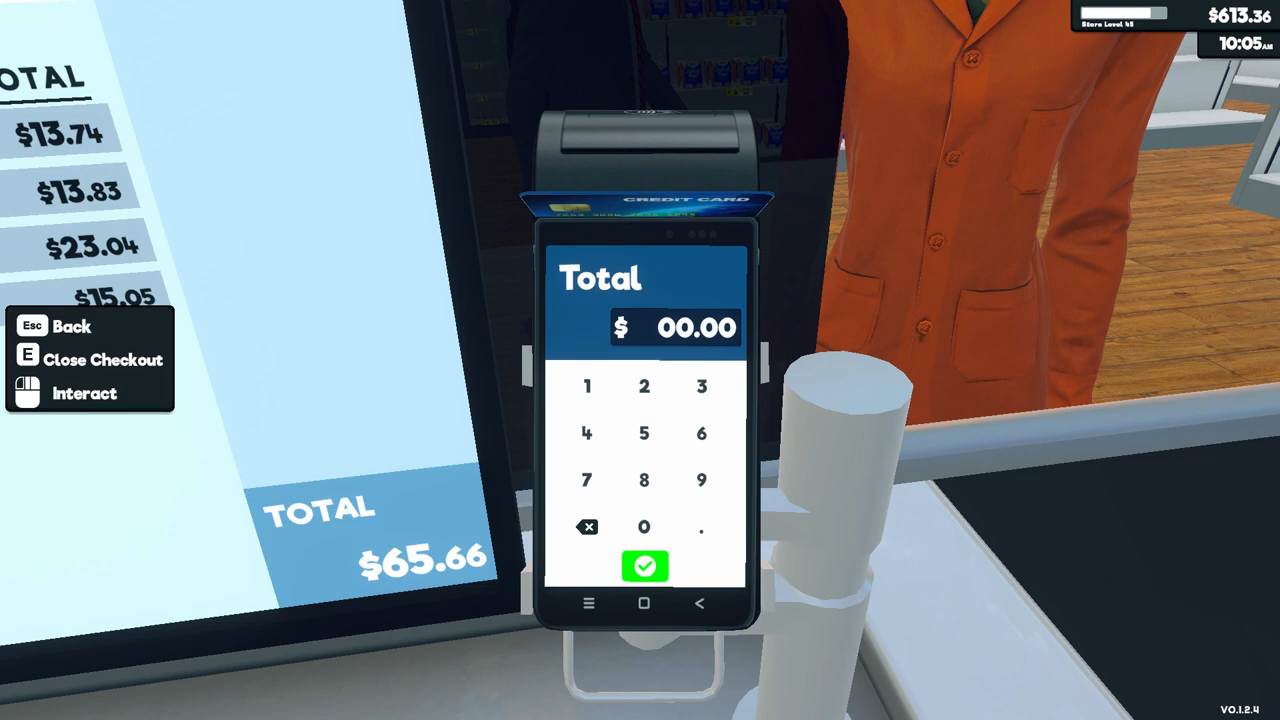 OTAL
$13.74
$13.83
$23.04
$15.05
Esc Back
E Close Checkout
Interact
TOTAL
$65.66
CREDIT CARD
Total
$ 00.00
1 2 3
4 5 6
7 8 9
0 .
$613.36
Store Level 45
10:05AM
V0.1.2.4